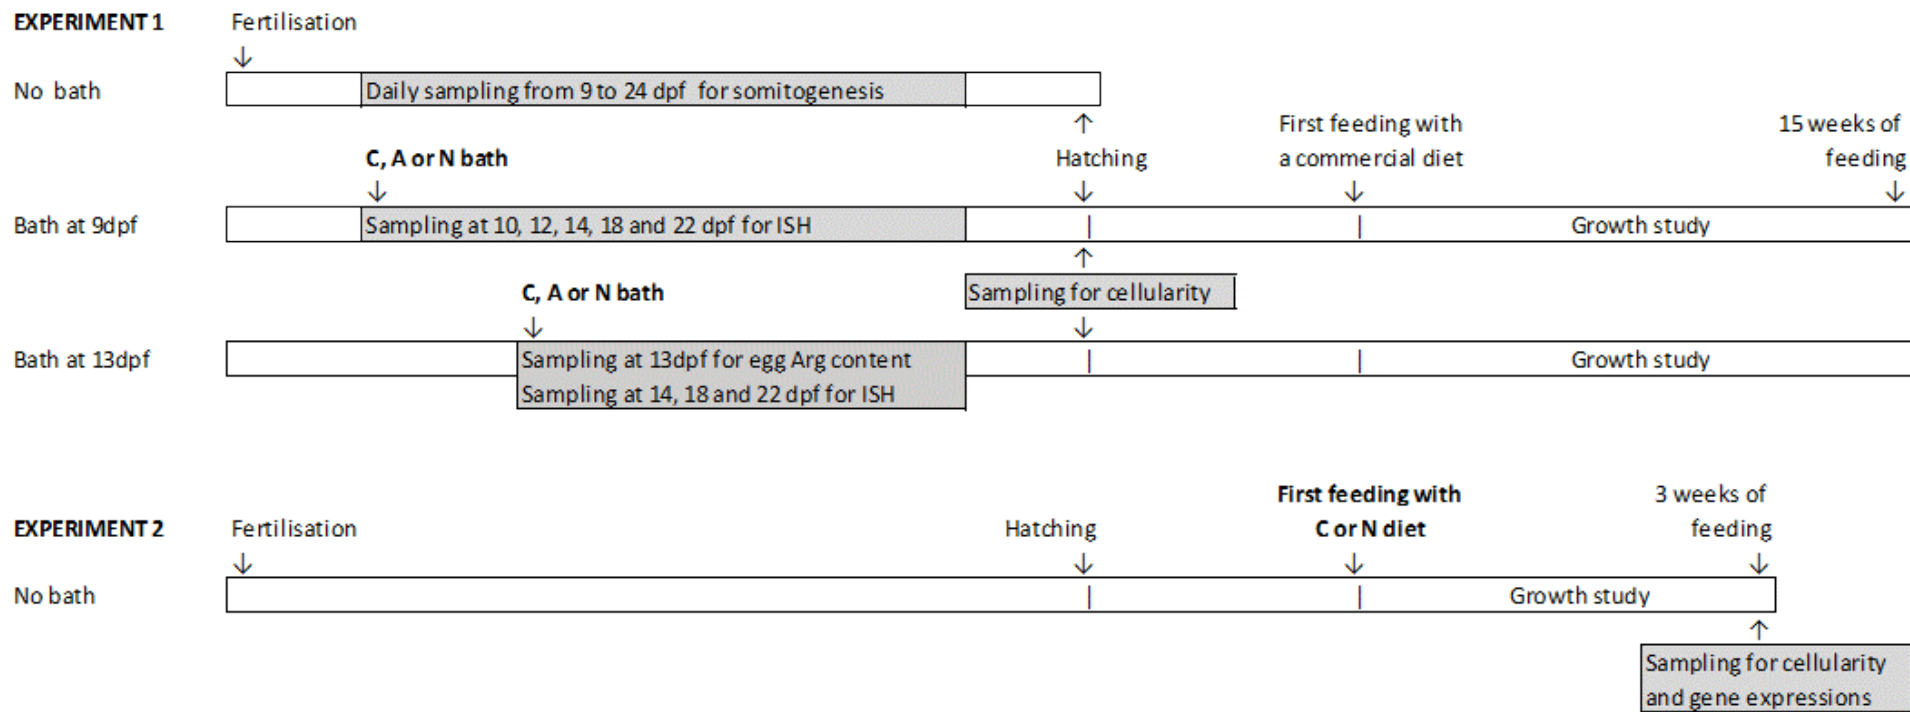 EXPERIMENT 1 Fertilisation
No bath Daily sampling from 9 to 24 dpf for somitogenesis
First feeding with 15 weeks of
C, A or N bath Hatching a commercial diet feeding
Bath at 9dpf Sampling at 10, 12, 14, 18 and 22 dpf for ISH Growth study
C, A or N bath Sampling for cellularity
Bath at 13dpf Sampling at 13dpf for egg Arg content Growth study
Sampling at 14, 18 and 22 dpf for ISH
First feeding with 3 weeks of
EXPERIMENT 2 Fertilisation Hatching C or N diet feeding
No bath Growth study
Sampling for cellularity
and gene expressions